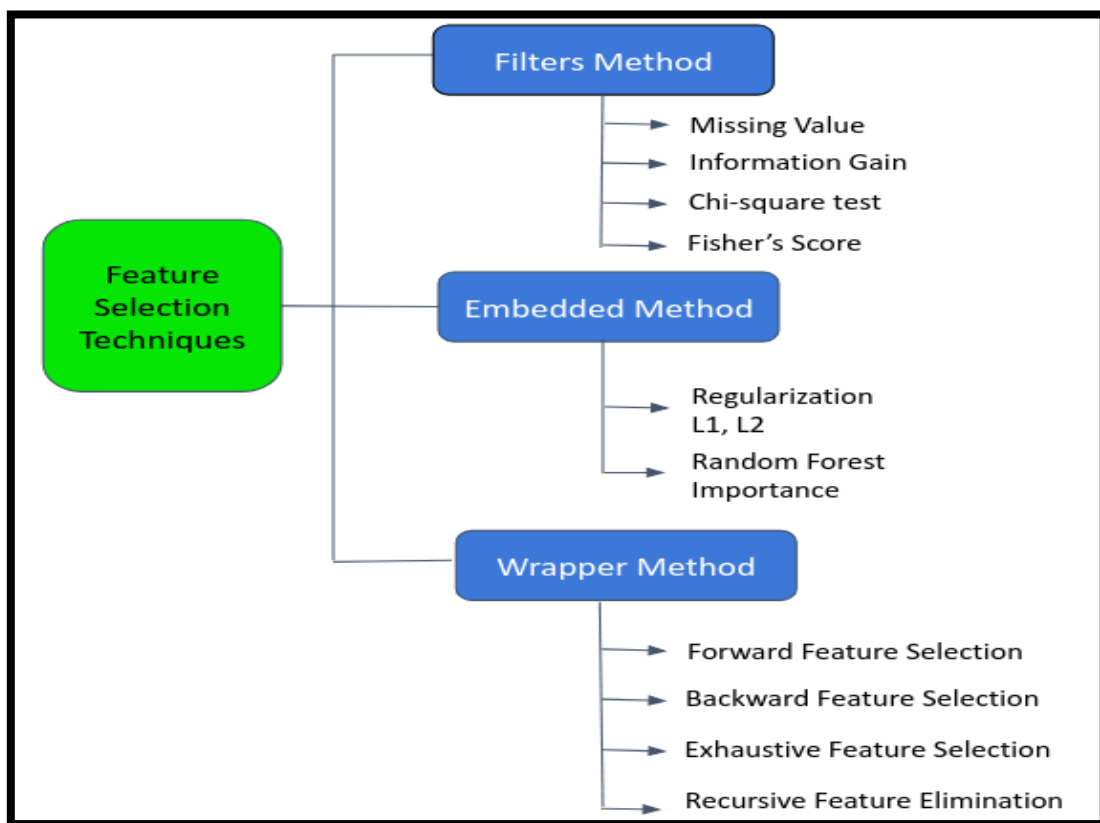 Feature
Selection
Techniques
Filters Method
Missing Value
Information Gain
Chi-square test
Fisher’s Score
Embedded Method
Regularization
L1, L2
Random Forest
Importance
Wrapper Method
Forward Feature Selection
Backward Feature Selection
Exhaustive Feature Selection
Recursive Feature Elimination